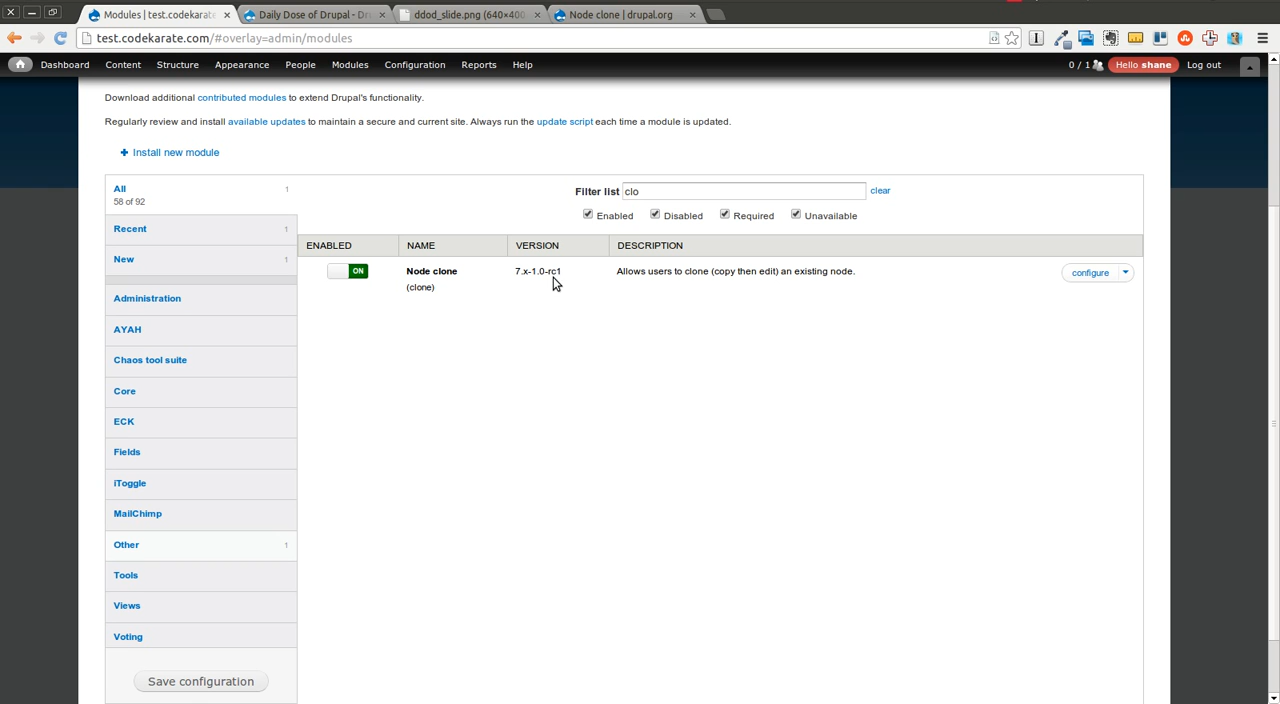 Modules | test.codekarate
Daily Dose of Drupal - Dr
ddod_slide.png (640×400
Node clone | drupal.org
test.codekarate.com/#overlay=admin/modules
Dashboard Content Structure Appearance People Modules Configuration Reports Help 0 / 1 Hello shane Log out
Download additional contributed modules to extend Drupal's functionality.
Regularly review and install available updates to maintain a secure and current site. Always run the update script each time a module is updated.
+ Install new module
All 1
58 of 92
Recent 1
New 1
Administration
AYAH
Chaos tool suite
Core
ECK
Fields
iToggle
MailChimp
Other 1
Tools
Views
Voting
Save configuration
Filter list clo clear
Enabled Disabled Required Unavailable
ENABLED NAME VERSION DESCRIPTION
ON Node clone 7.x-1.0-rc1 Allows users to clone (copy then edit) an existing node. configure
(clone)